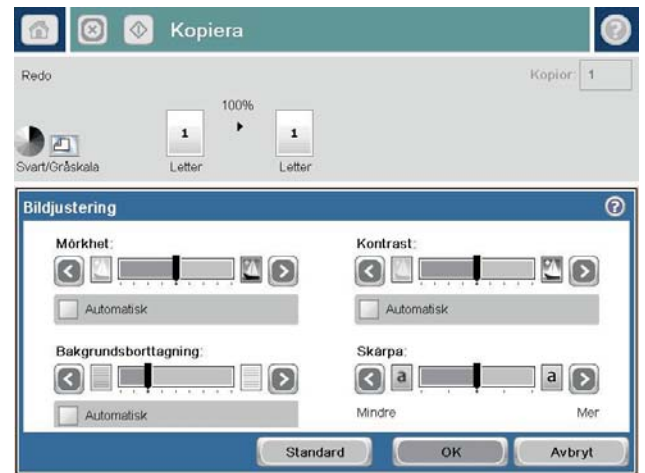 Kopiera
Redo
Kopior: 1
100%
1 1
Svart/Gråskala Letter Letter
Bildjustering
Mörkhet: Kontrast:
Automatisk Automatisk
Bakgrundsborttagning: Skärpa:
a a
Automatisk Mindre Mer
Standard OK Avbryt